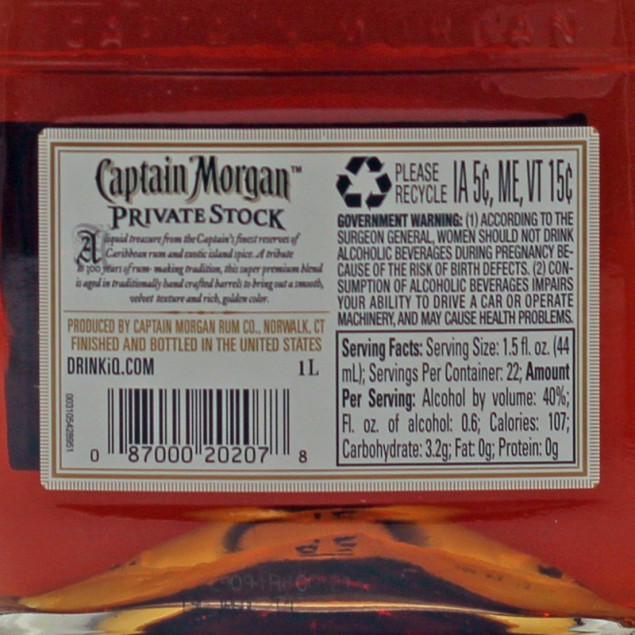 CAPTAIN MORGAN
Captain Morgan™
PRIVATE STOCK
A liquid treasure from the Captain's finest reserves of
Caribbean rum and exotic island spice. A tribute
to 300 years of rum-making tradition, this super premium blend
is aged in traditionally hand crafted barrels to bring out a smooth,
velvet texture and rich, golden color.
PRODUCED BY CAPTAIN MORGAN RUM CO., NORWALK, CT
FINISHED AND BOTTLED IN THE UNITED STATES
DRINKiQ.COM 1L
0 87000 20207 8
PLEASE
RECYCLE IA 5¢, ME, VT 15¢
GOVERNMENT WARNING: (1) ACCORDING TO THE
SURGEON GENERAL, WOMEN SHOULD NOT DRINK
ALCOHOLIC BEVERAGES DURING PREGNANCY BE-
CAUSE OF THE RISK OF BIRTH DEFECTS. (2) CON-
SUMPTION OF ALCOHOLIC BEVERAGES IMPAIRS
YOUR ABILITY TO DRIVE A CAR OR OPERATE
MACHINERY, AND MAY CAUSE HEALTH PROBLEMS.
Serving Facts: Serving Size: 1.5 fl. oz. (44
mL); Servings Per Container: 22; Amount
Per Serving: Alcohol by volume: 40%;
Fl. oz. of alcohol: 0.6; Calories: 107;
Carbohydrate: 3.2g; Fat: 0g; Protein: 0g